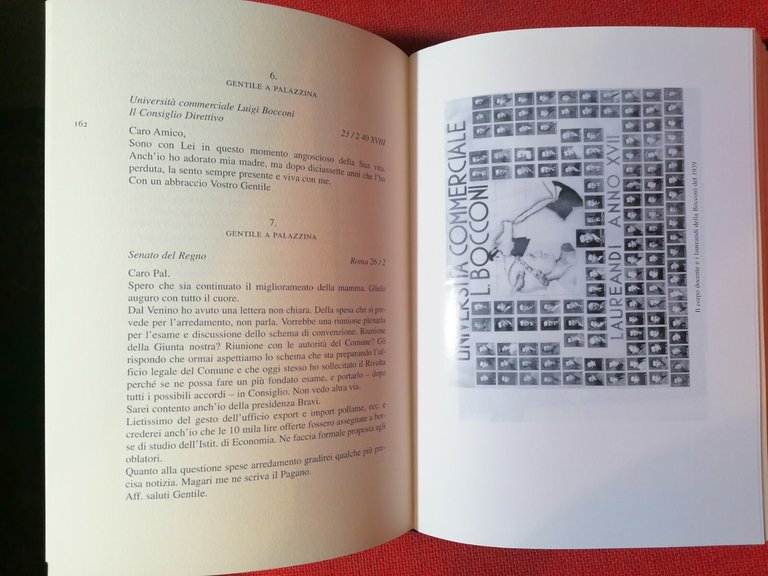 6.
GENTILE A PALAZZINA
Università commerciale Luigi Bocconi
Il Consiglio Direttivo
23 / 2 40 XVIII
162
Caro Amico,
Sono con Lei in questo momento angoscioso della Sua vita.
Anch'io ho adorato mia madre, ma dopo diciassette anni che l'ho
perduta, la sento sempre presente e viva con me.
Con un abbraccio Vostro Gentile
7.
GENTILE A PALAZZINA
Senato del Regno
Roma 26 / 2
Caro Pal.
Spero che sia continuato il miglioramento della mamma. Glielo
auguro con tutto il cuore.
Dal Venino ho avuto una lettera non chiara. Della spesa che si pre-
vede per l'arredamento, non parla. Vorrebbe una riunione plenaria
per l'esame e discussione dello schema di convenzione. Riunione
della Giunta nostra? Riunione con le autorità del Comune? Gli
rispondo che ormai aspettiamo lo schema che sta preparando l'uf-
ficio legale del Comune e che oggi stesso ho sollecitato il Rivolta
perché se ne possa fare un più fondato esame, e portarlo – dopo
tutti i possibili accordi – in Consiglio. Non vedo altra via.
Sarei contento anch'io della presidenza Bravi.
Lietissimo del gesto dell'ufficio export e import pollame, ecc. e
crederei anch'io che le 10 mila lire offerte fossero assegnate a bor-
se di studio dell'Istit. di Economia. Ne faccia formale proposta agli
oblatori.
Quanto alla questione spese arredamento gradirei qualche più pre-
cisa notizia. Magari me ne scriva il Pagano.
Aff. saluti Gentile.
UNIVERSITÀ COMMERCIALE
L. BOCCONI
LAUREANDI ANNO XVII
Il corpo docente e i laureandi della Bocconi del 1939